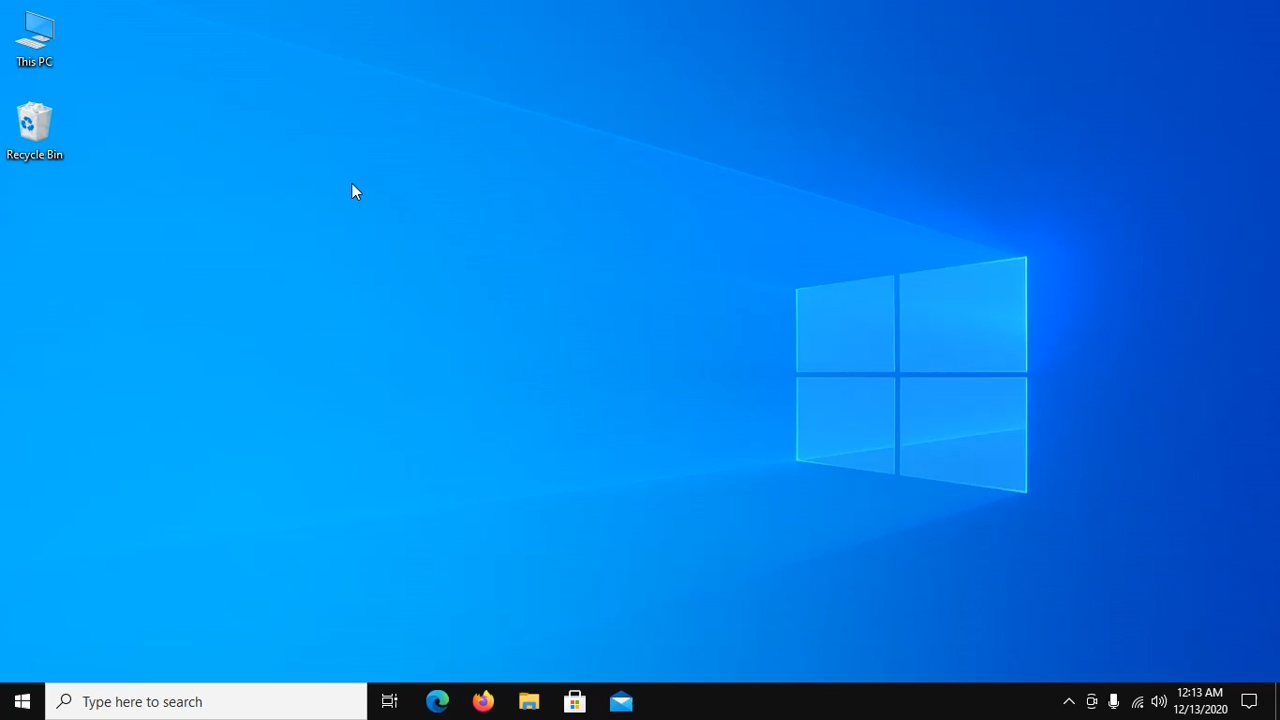 This PC
Recycle Bin
Type here to search
12:13 AM
12/13/2020